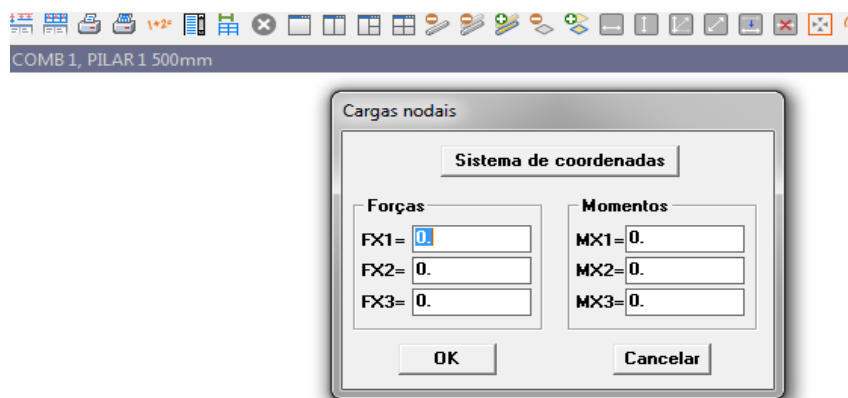 1+2=
COMB 1, PILAR 1 500mm
Cargas nodais
Sistema de coordenadas
Forças
Momentos
FX1= 0.
MX1= 0.
FX2= 0.
MX2= 0.
FX3= 0.
MX3= 0.
OK
Cancelar